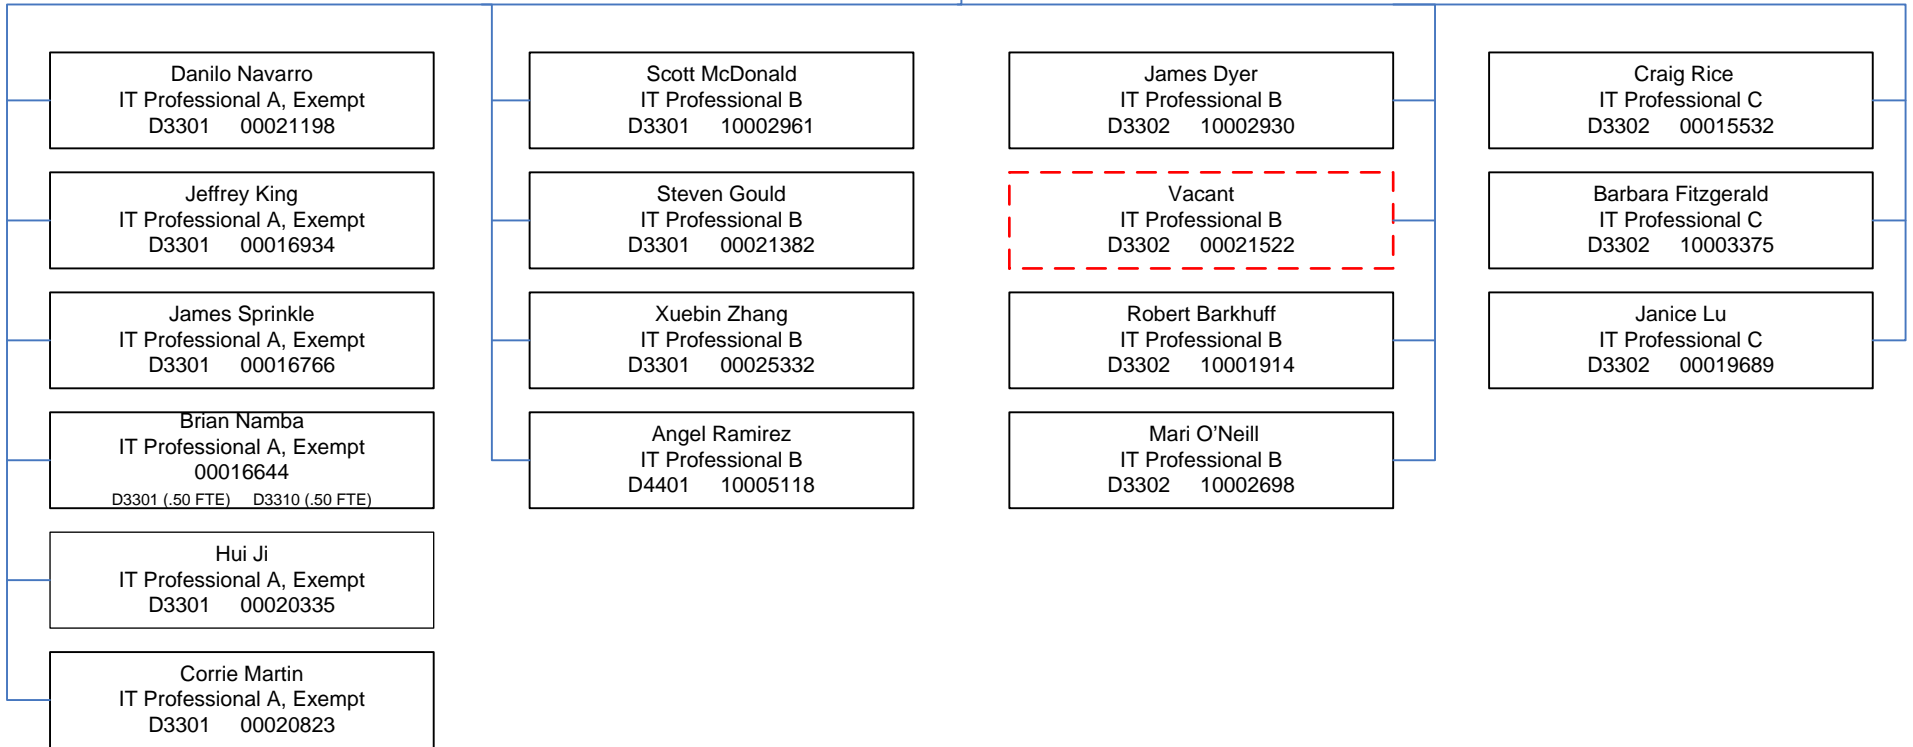 Danilo Navarro
IT Professional A, Exempt
D3301 00021198
Jeffrey King
IT Professional A, Exempt
D3301 00016934
James Sprinkle
IT Professional A, Exempt
D3301 00016766
Brian Namba
IT Professional A, Exempt
00016644
D3301 (.50 FTE) D3310 (.50 FTE)
Hui Ji
IT Professional A, Exempt
D3301 00020335
Corrie Martin
IT Professional A, Exempt
D3301 00020823
Scott McDonald
IT Professional B
D3301 10002961
Steven Gould
IT Professional B
D3301 00021382
Xuebin Zhang
IT Professional B
D3301 00025332
Angel Ramirez
IT Professional B
D4401 10005118
James Dyer
IT Professional B
D3302 10002930
Vacant
IT Professional B
D3302 00021522
Robert Barkhuff
IT Professional B
D3302 10001914
Mari O’Neill
IT Professional B
D3302 10002698
Craig Rice
IT Professional C
D3302 00015532
Barbara Fitzgerald
IT Professional C
D3302 10003375
Janice Lu
IT Professional C
D3302 00019689